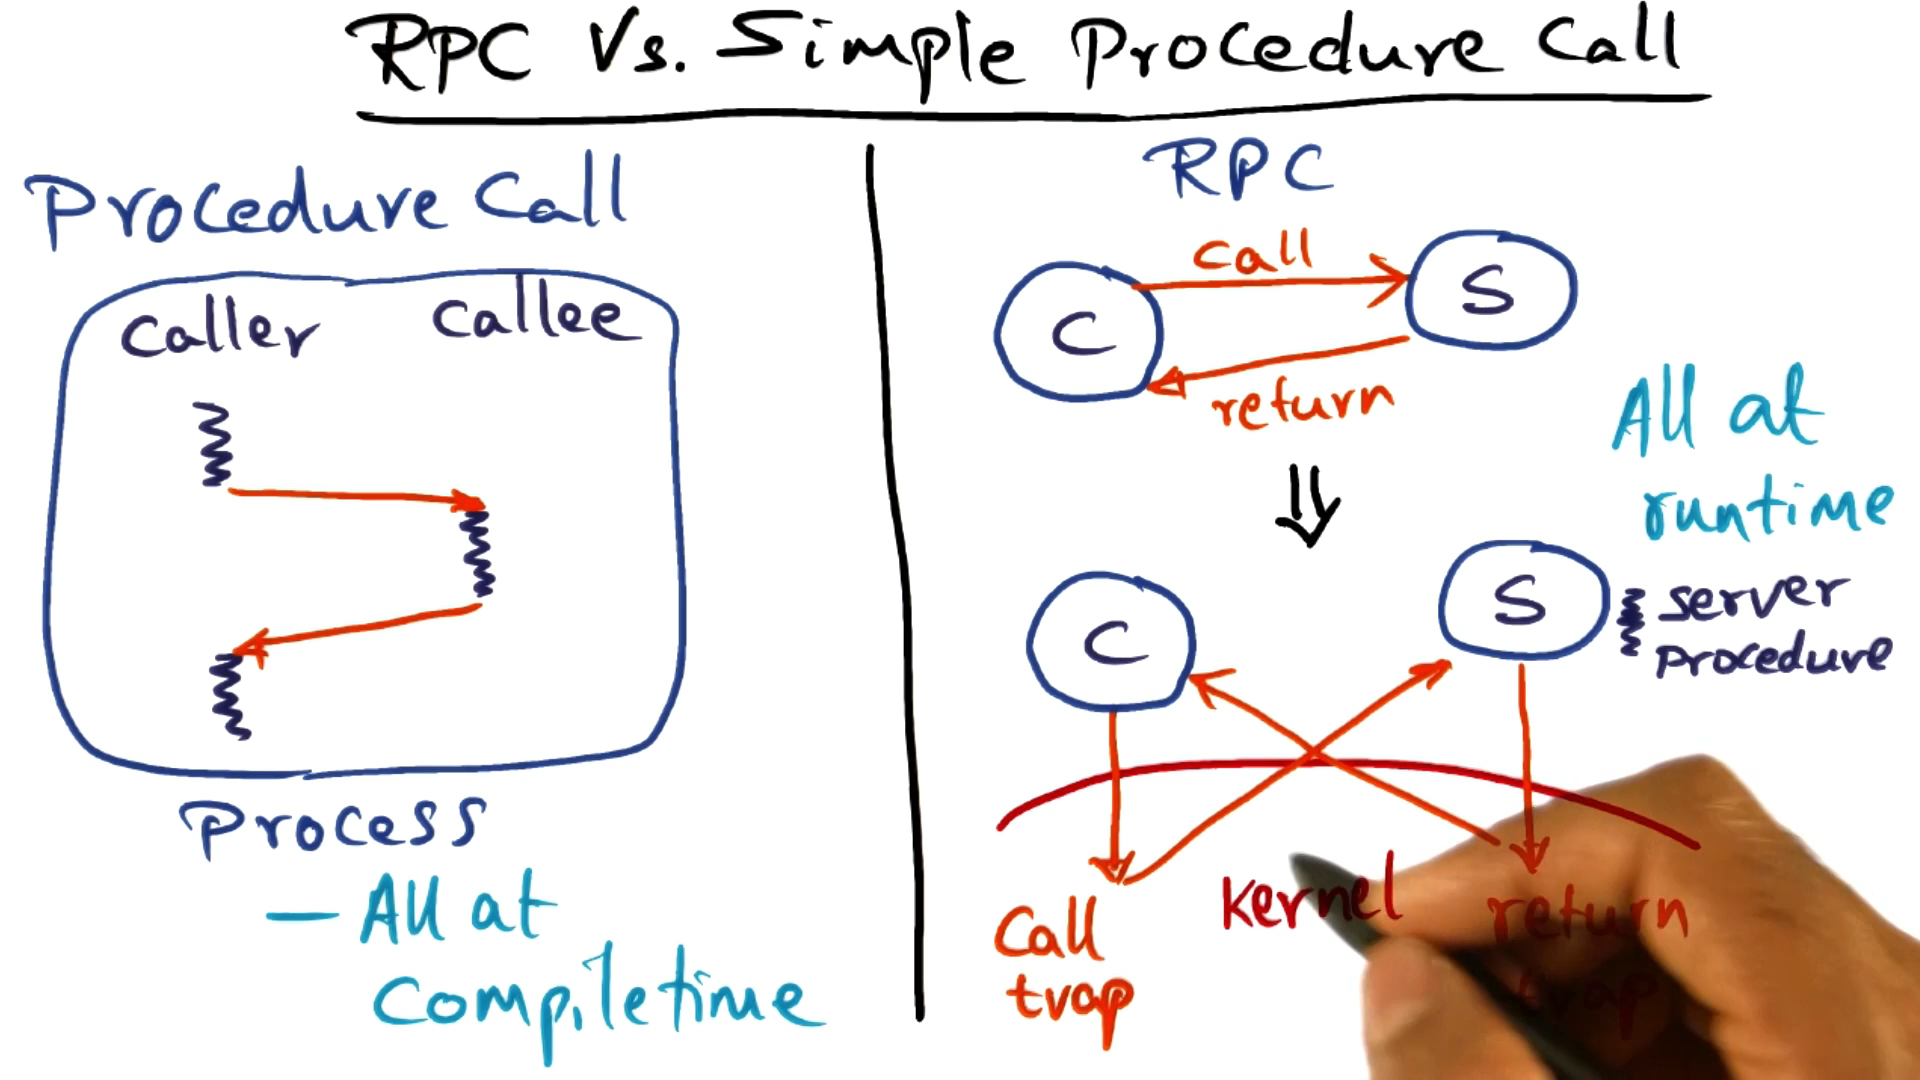 RPC Vs. Simple Procedure Call
Procedure Call
Caller
Callee
Process
— All at
Compiletime
RPC
Call
C
S
return
All at
runtime
C
S
server
procedure
Call
trap
Kernel
return
trap